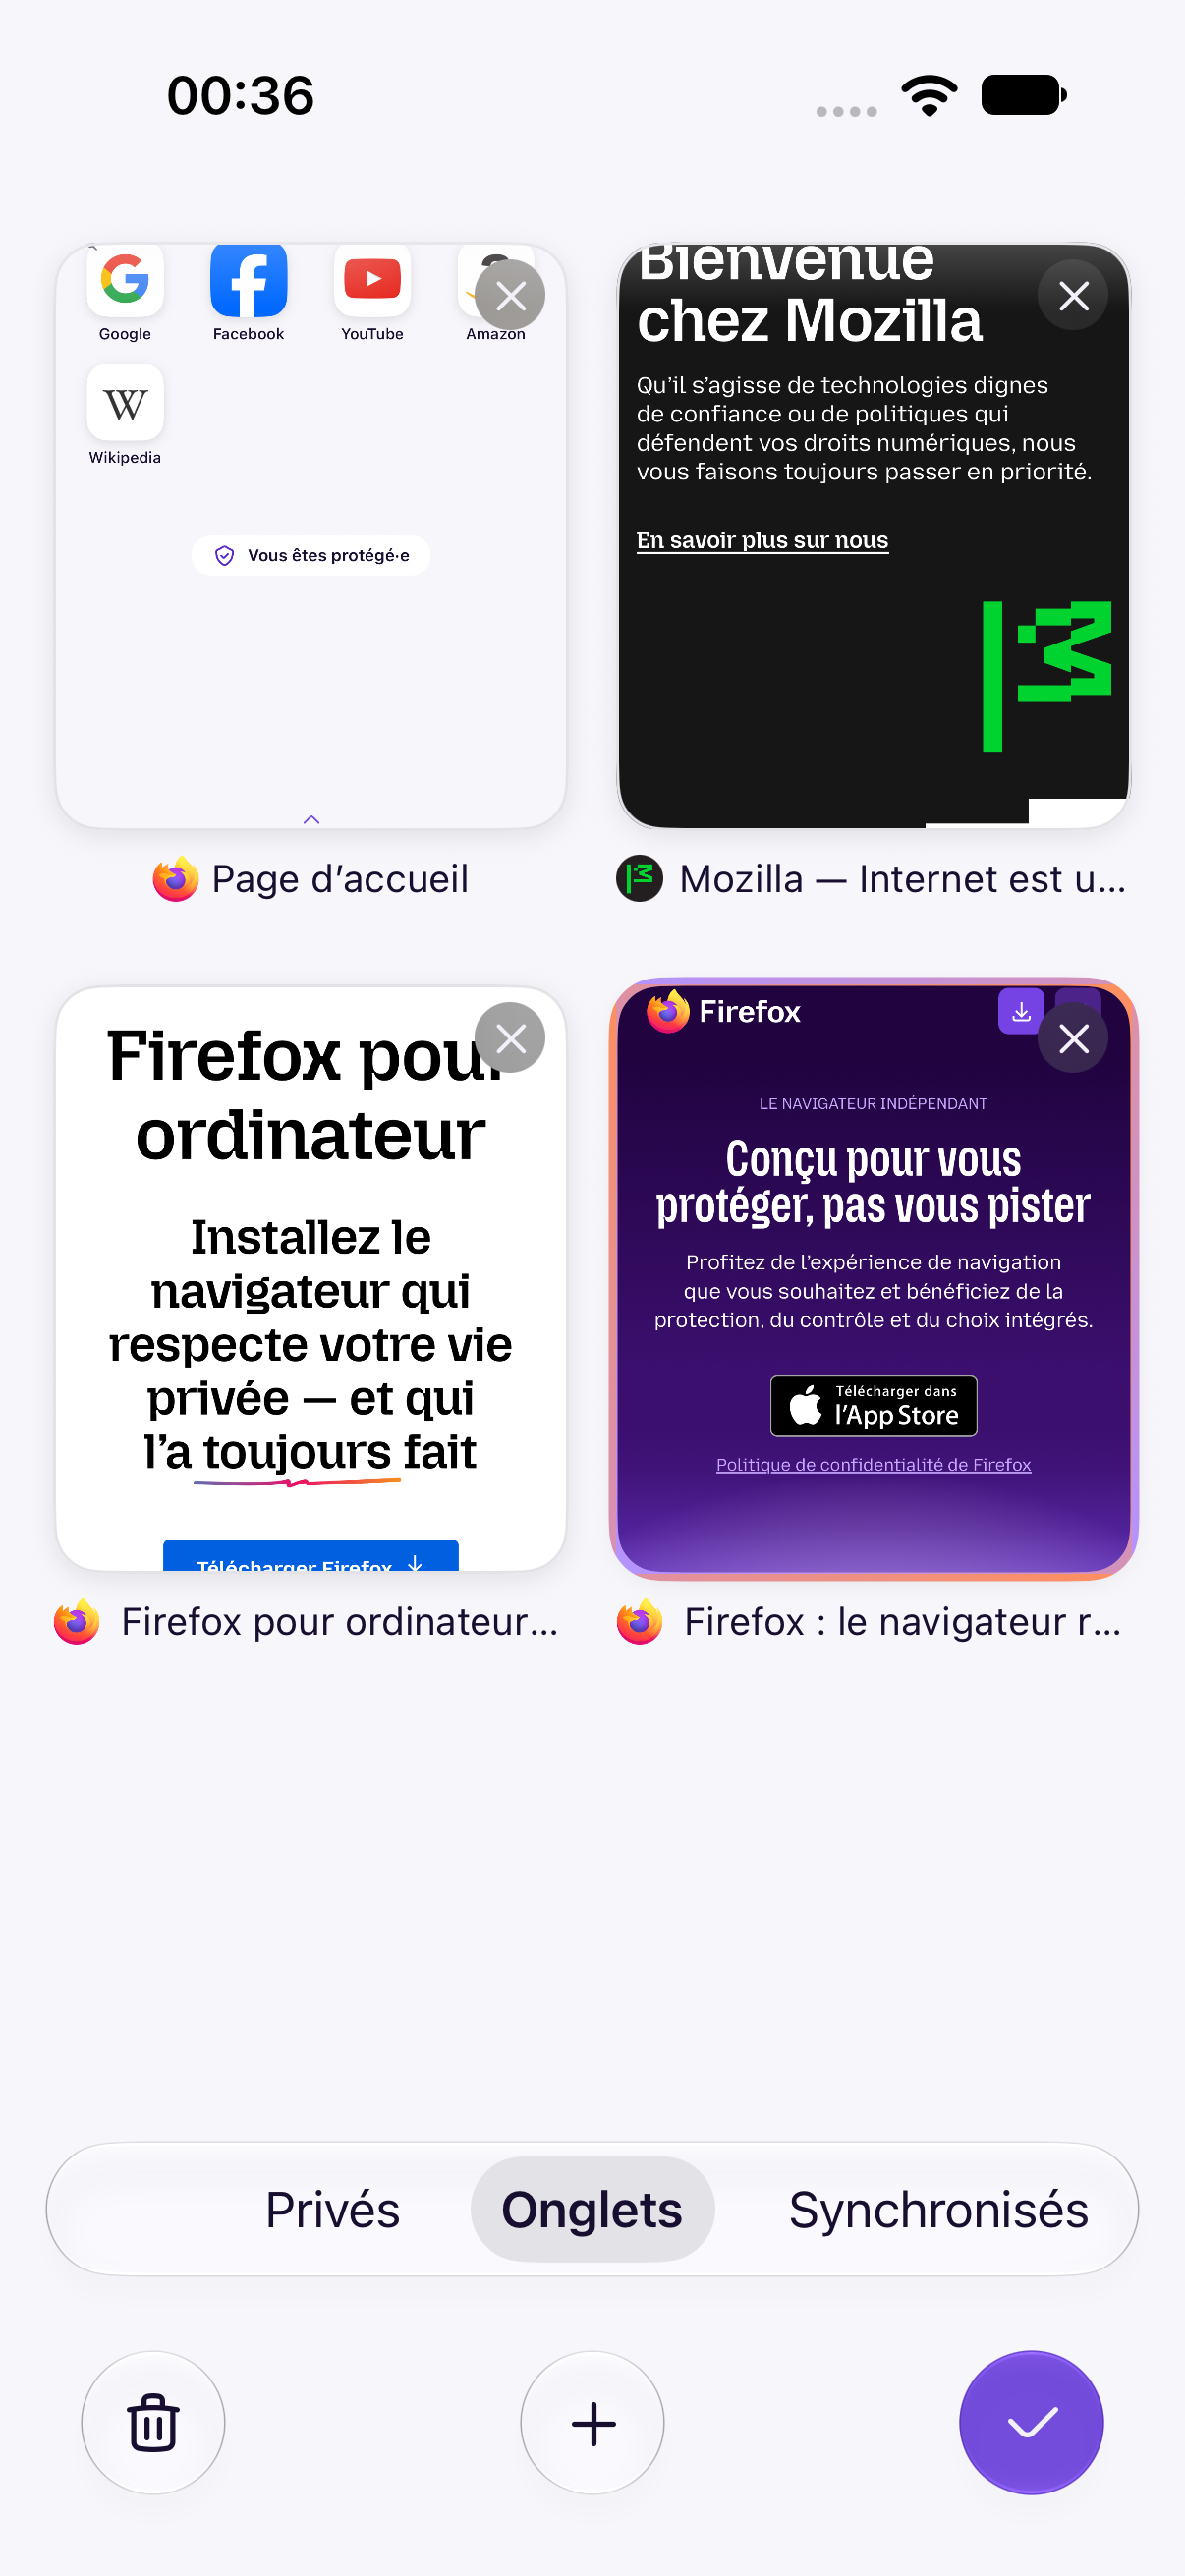 00:36
Google
Facebook
YouTube
Amazon
W
Wikipedia
Vous êtes protégé·e
Page d’accueil
Bienvenue
chez Mozilla
Qu’il s’agisse de technologies dignes
de confiance ou de politiques qui
défendent vos droits numériques, nous
vous faisons toujours passer en priorité.
En savoir plus sur nous
Mozilla — Internet est u...
Firefox pour
ordinateur
Installez le
navigateur qui
respecte votre vie
privée — et qui
l’a toujours fait
Télécharger Firefox
Firefox pour ordinateur...
Firefox
LE NAVIGATEUR INDÉPENDANT
Conçu pour vous
protéger, pas vous pister
Profitez de l’expérience de navigation
que vous souhaitez et bénéficiez de la
protection, du contrôle et du choix intégrés.
Télécharger dans
l’App Store
Politique de confidentialité de Firefox
Firefox : le navigateur r...
Privés
Onglets
Synchronisés